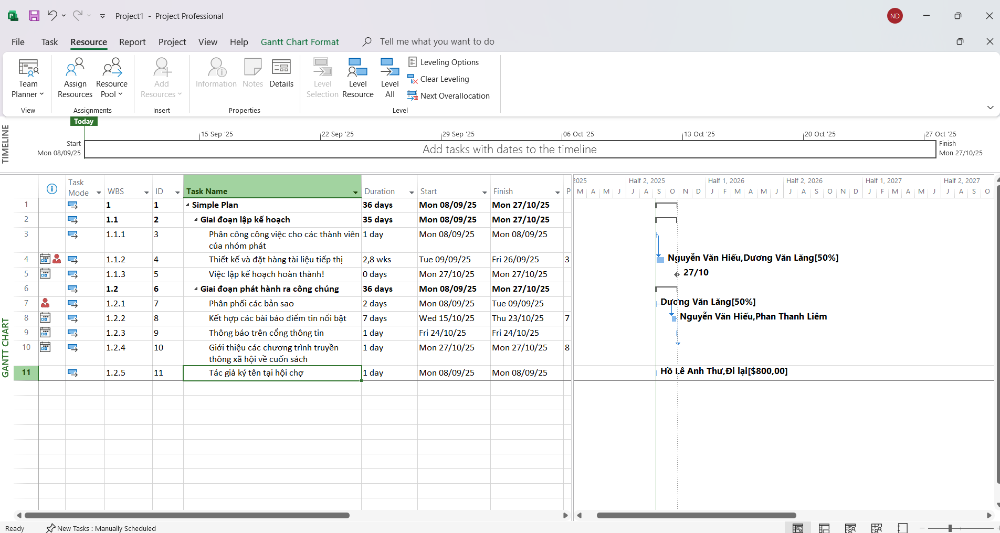 Project1 - Project Professional
ND
File Task Resource Report Project View Help Gantt Chart Format Tell me what you want to do
Team Planner
Assign Resources
Resource Pool
Add Resources
Information
Notes
Details
Level Selection
Level Resource
Level All
Leveling Options
Clear Leveling
Next Overallocation
View Assignments Insert Properties Level
TIMELINE
Today
15 Sep '25 22 Sep '25 29 Sep '25 06 Oct '25 13 Oct '25 20 Oct '25 27 Oct '25
Start
Mon 08/09/25
Add tasks with dates to the timeline
Finish
Mon 27/10/25
GANTT CHART
Task Mode WBS ID Task Name Duration Start Finish P
2025 Half 2, 2025 Half 1, 2026 Half 2, 2026 Half 1, 2027 Half 2, 2027
M A M J J A S O N D J F M A M J J A S O N D J F M A M J J A S O
1 1 1 Simple Plan 36 days Mon 08/09/25 Mon 27/10/25
2 1.1 2 Giai đoạn lập kế hoạch 35 days Mon 08/09/25 Mon 27/10/25
3 1.1.1 3 Phân công công việc cho các thành viên 1 day Mon 08/09/25 Mon 08/09/25
của nhóm phát
4 1.1.2 4 Thiết kế và đặt hàng tài liệu tiếp thị 2,8 wks Tue 09/09/25 Fri 26/09/25 3 Nguyễn Văn Hiếu,Dương Văn Lăng[50%]
5 1.1.3 5 Việc lập kế hoạch hoàn thành! 0 days Mon 27/10/25 Mon 27/10/25 27/10
6 1.2 6 Giai đoạn phát hành ra công chúng 36 days Mon 08/09/25 Mon 27/10/25
7 1.2.1 7 Phân phối các bản sao 2 days Mon 08/09/25 Tue 09/09/25 Dương Văn Lăng[50%]
8 1.2.2 8 Kết hợp các bài báo điểm tin nổi bật 7 days Wed 15/10/25 Thu 23/10/25 7 Nguyễn Văn Hiếu,Phan Thanh Liêm
9 1.2.3 9 Thông báo trên cổng thông tin 1 day Fri 24/10/25 Fri 24/10/25
10 1.2.4 10 Giới thiệu các chương trình truyền 1 day Mon 27/10/25 Mon 27/10/25 8
thông xã hội về cuốn sách
11 1.2.5 11 Tác giả ký tên tại hội chợ 1 day Mon 08/09/25 Mon 08/09/25 Hồ Lê Anh Thư,Đi lại[$800,00]
Ready New Tasks : Manually Scheduled